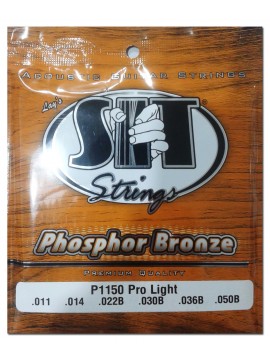 ACOUSTIC GUITAR STRINGS
SIT
Strings
Phosphor Bronze
PREMIUM QUALITY
P1150 Pro Light
.011 .014 .022B .030B .036B .050B